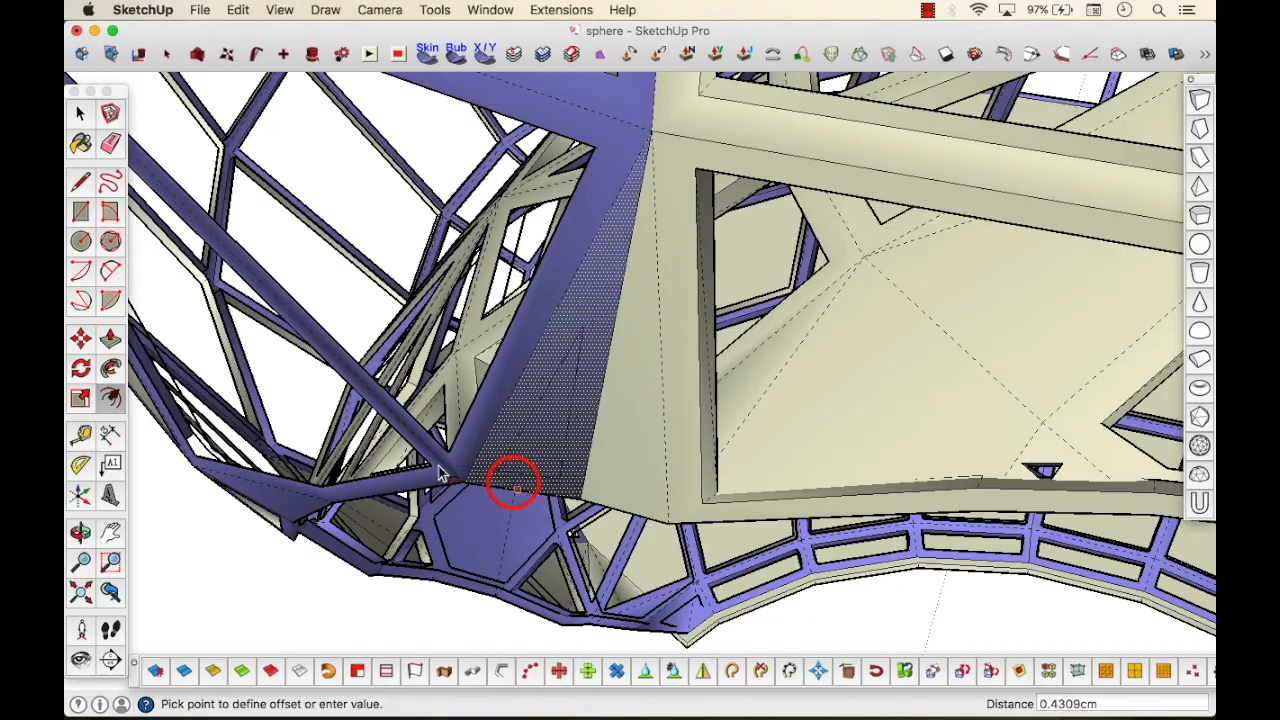 SketchUp File Edit View Draw Camera Tools Window Extensions Help 97%
sphere - SketchUp Pro
Skin Bub X/Y N V J
A1
Pick point to define offset or enter value. Distance 0.4309cm